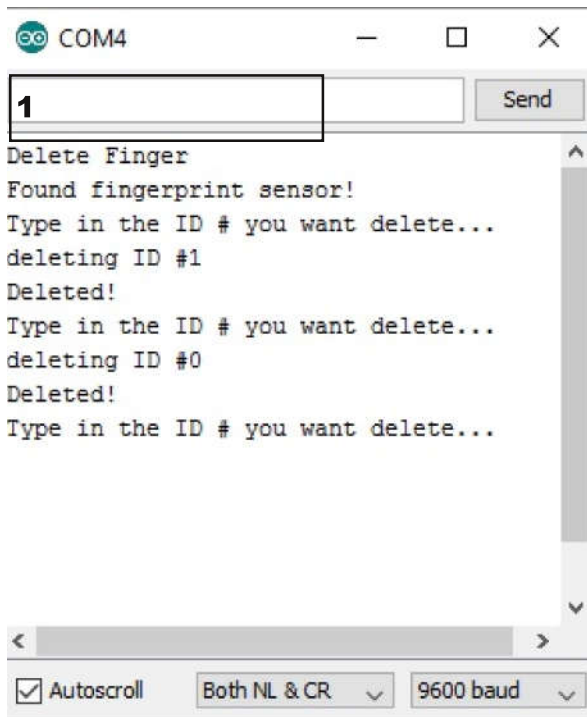 COM4
1
Send
Delete Finger
Found fingerprint sensor!
Type in the ID # you want delete...
deleting ID #1
Deleted!
Type in the ID # you want delete...
deleting ID #0
Deleted!
Type in the ID # you want delete...
Autoscroll Both NL & CR 9600 baud